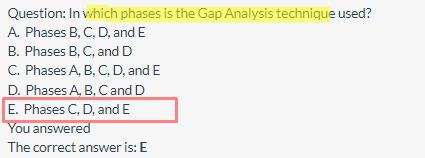 Question: In which phases is the Gap Analysis technique used?
A. Phases B, C, D, and E
B. Phases B, C, and D
C. Phases A, B, C, D, and E
D. Phases A, B, C and D
E. Phases C, D, and E
You answered
The correct answer is: E